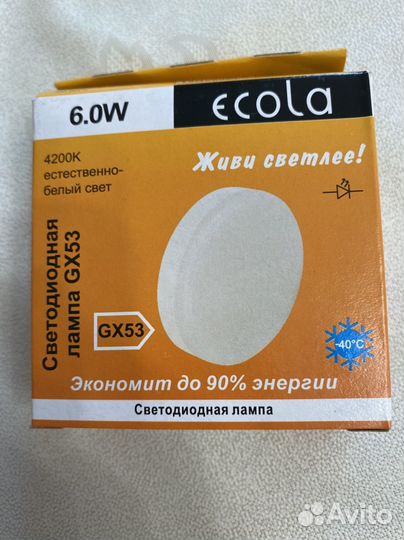 6.0W
ecola
4200K
естественно-
белый свет
Живи светлее!
Светодиодная
лампа GX53
GX53
-40°C
Экономит до 90% энергии
Светодиодная лампа
Avito